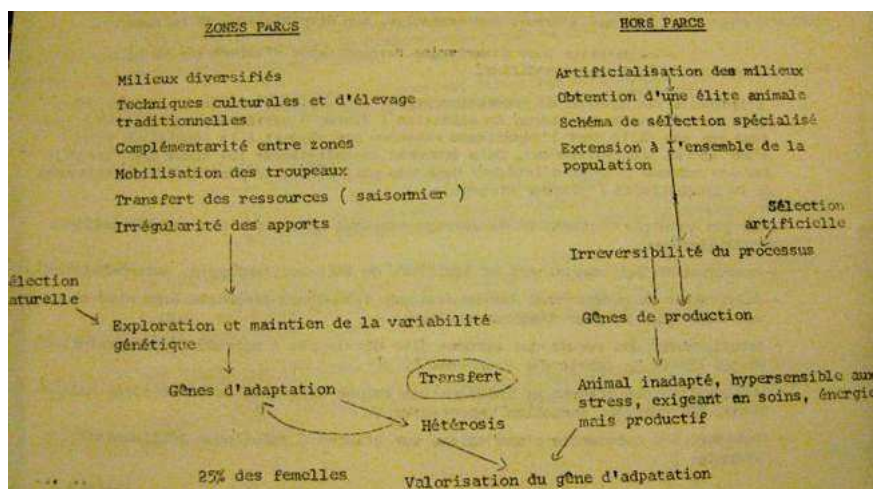 ZONES PARCS
Milieux diversifiés
Techniques culturales et d'élevage
traditionnelles
Complémentarité entre zones
Mobilisation des troupeaux
Transfert des ressources ( saisonnier )
Irrégularité des apports
élection
aturelle
Exploration et maintien de la variabilité
génétique
Gênes d'adaptation
25% des femelles
HORS PARCS
Artificialisation des milieux
Obtention d'une élite animale
Schéma de sélection spécialisé
Extension à l'ensemble de la
population
Sélection
artificielle
Irreversibilité du processus
Gênes de production
Transfert
Animal inadapté, hypersensible aux
stress, exigeant en soins, énergie
mais productif
Hétérosis
Valorisation du gêne d'adpatation